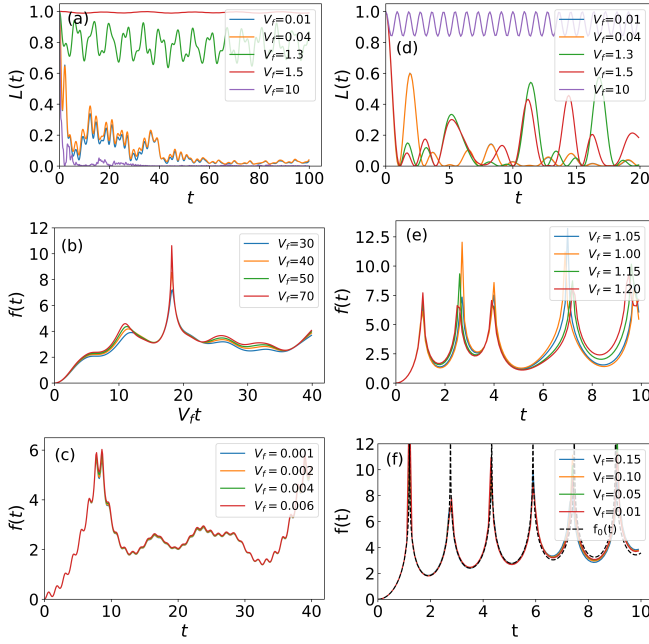 (a)
V_f=0.01
V_f=0.04
V_f=1.3
V_f=1.5
V_f=10
1.0
0.8
0.6
0.4
0.2
0.0
L(t)
0 20 40 60 80 100
t
(d)
V_f=0.01
V_f=0.04
V_f=1.3
V_f=1.5
V_f=10
1.0
0.8
0.6
0.4
0.2
0.0
L(t)
0 5 10 15 20
t
(b)
V_f=30
V_f=40
V_f=50
V_f=70
12
10
8
6
4
2
0
f(t)
0 10 20 30 40
V_ft
(e)
V_f = 1.05
V_f = 1.00
V_f = 1.15
V_f = 1.20
12.5
10.0
7.5
5.0
2.5
0.0
f(t)
0 2 4 6 8 10
t
(c)
V_f = 0.001
V_f = 0.002
V_f = 0.004
V_f = 0.006
6
4
2
0
f(t)
0 10 20 30 40
t
(f)
V_f=0.15
V_f=0.10
V_f=0.05
V_f=0.01
f_0(t)
12
10
8
6
4
2
0
f(t)
0 2 4 6 8 10
t